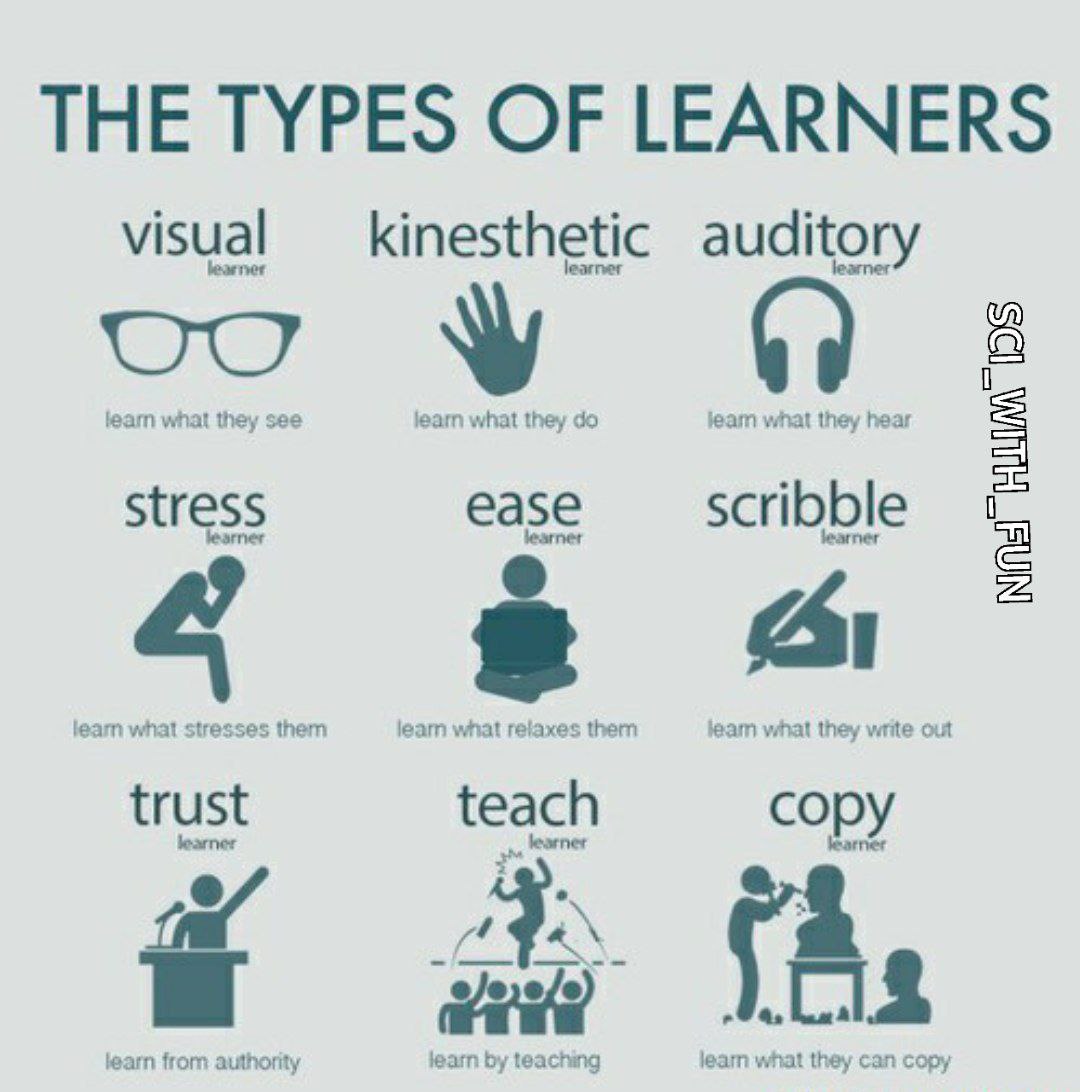 THE TYPES OF LEARNERS
visual
learner
learn what they see
kinesthetic
learner
learn what they do
auditory
learner
learn what they hear
stress
learner
learn what stresses them
ease
learner
learn what relaxes them
scribble
learner
learn what they write out
trust
learner
learn from authority
teach
learner
learn by teaching
copy
learner
learn what they can copy
SCI_WITH_FUN